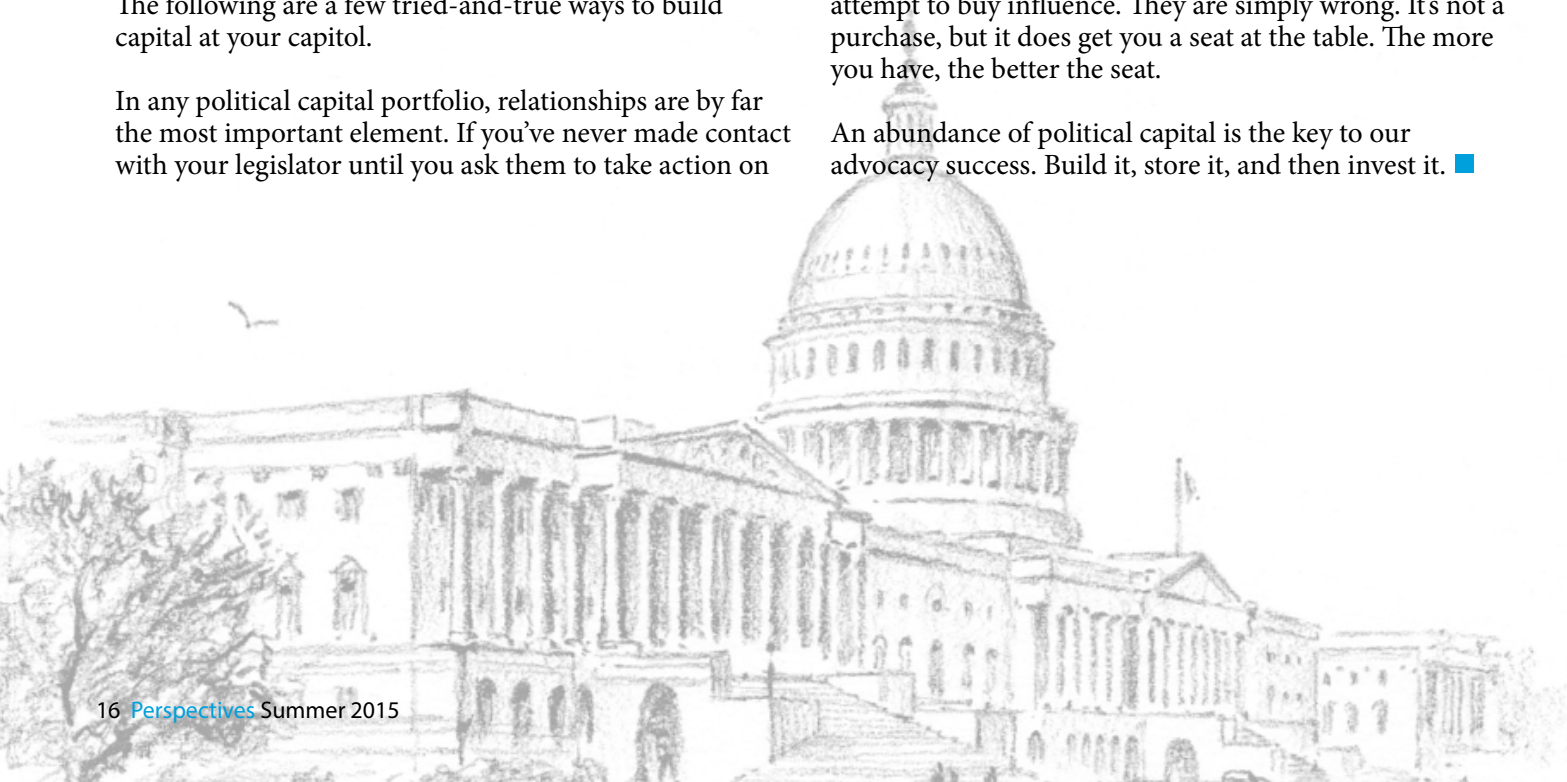 The following are a few tried-and-true ways to build
capital at your capitol.
In any political capital portfolio, relationships are by far
the most important element. If you’ve never made contact
with your legislator until you ask them to take action on
attempt to buy influence. They are simply wrong. It’s not a
purchase, but it does get you a seat at the table. The more
you have, the better the seat.
An abundance of political capital is the key to our
advocacy success. Build it, store it, and then invest it.
16 Perspectives Summer 2015